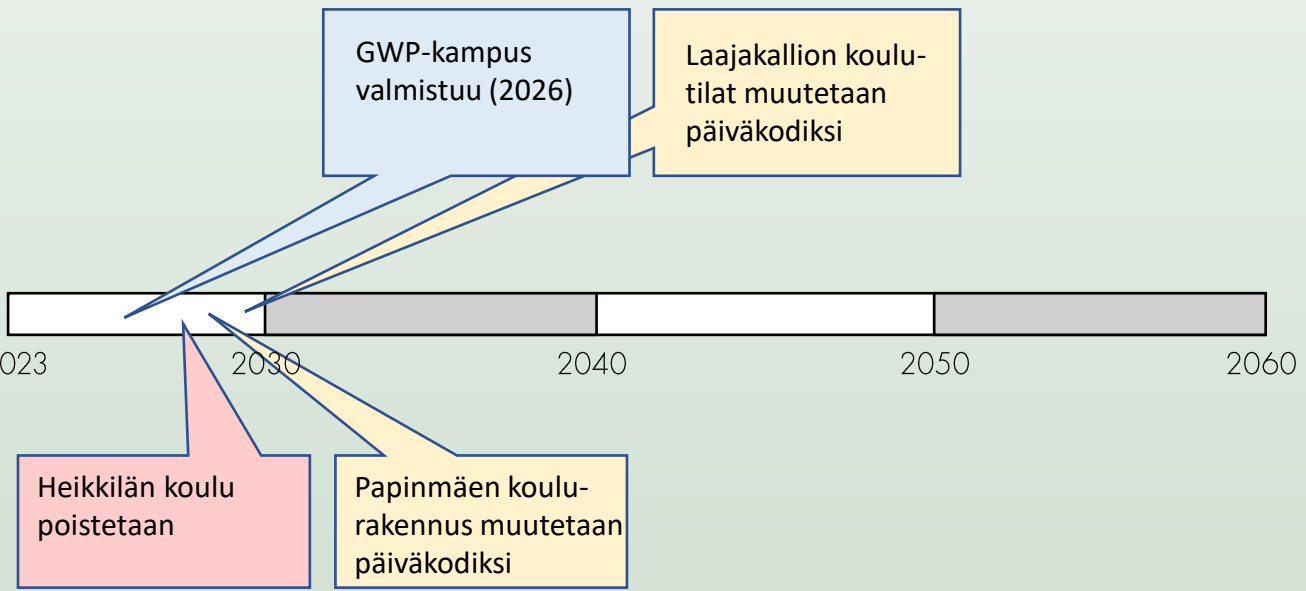 GWP-kampus
valmistuu (2026)
Laajakallion koulu-
tilat muutetaan
päiväkodiksi
023
2030
2040
2050
2060
Heikkilän koulu
poistetaan
Papinmäen koulu-
rakennus muutetaan
päiväkodiksi